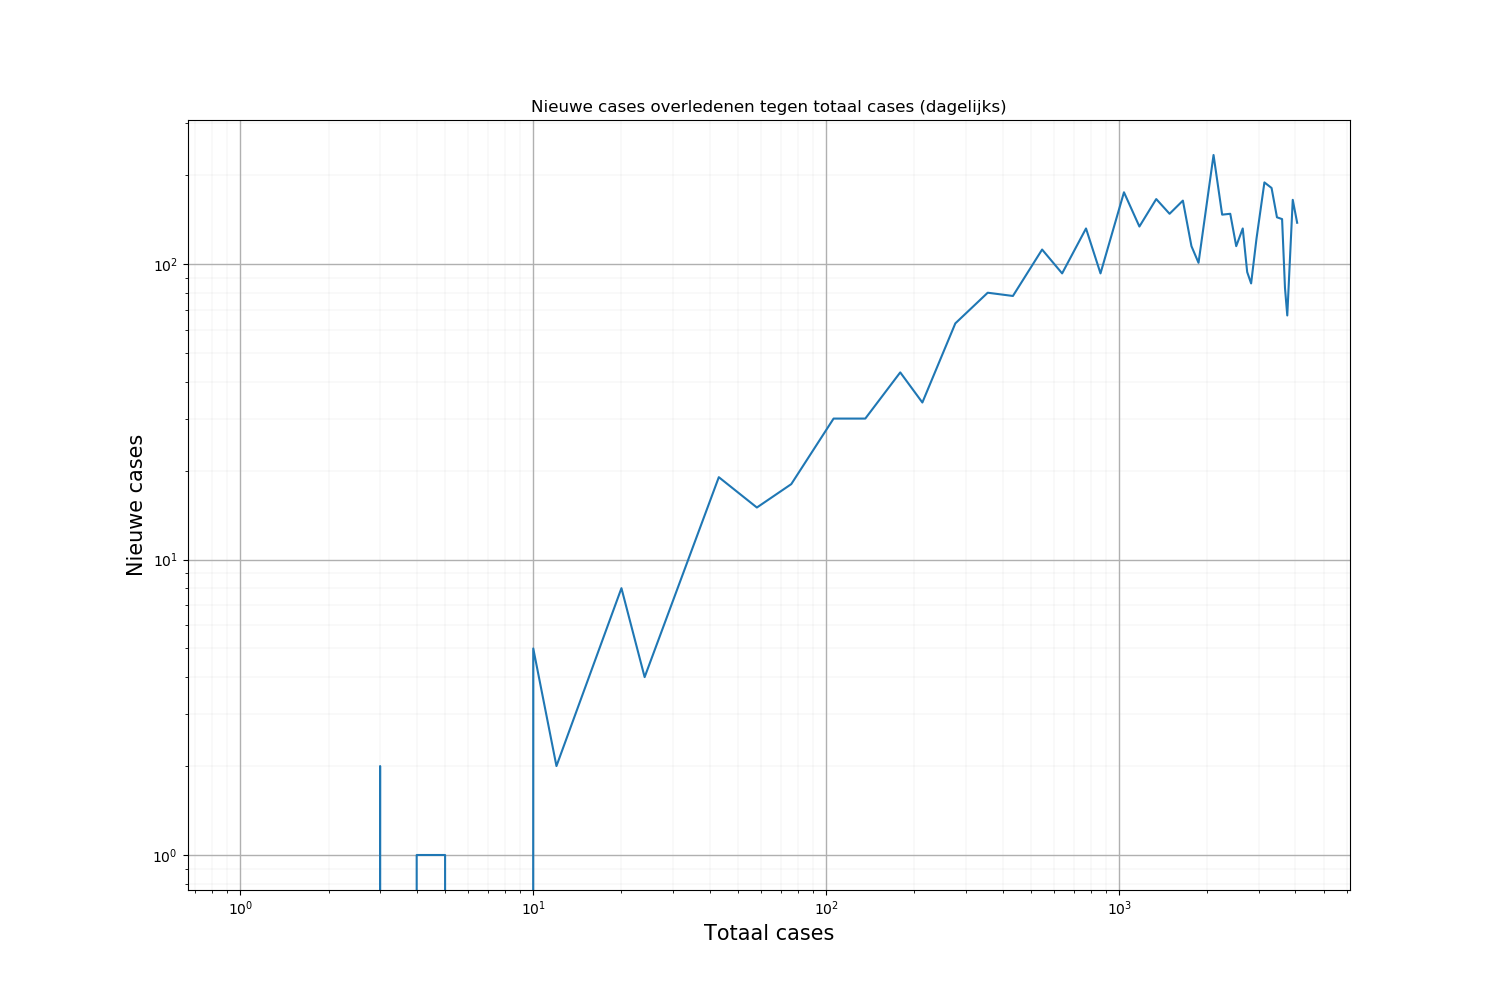 Nieuwe cases overledenen tegen totaal cases (dagelijks)
Nieuwe cases
10²
10¹
10⁰
10⁰ 10¹ 10² 10³
Totaal cases